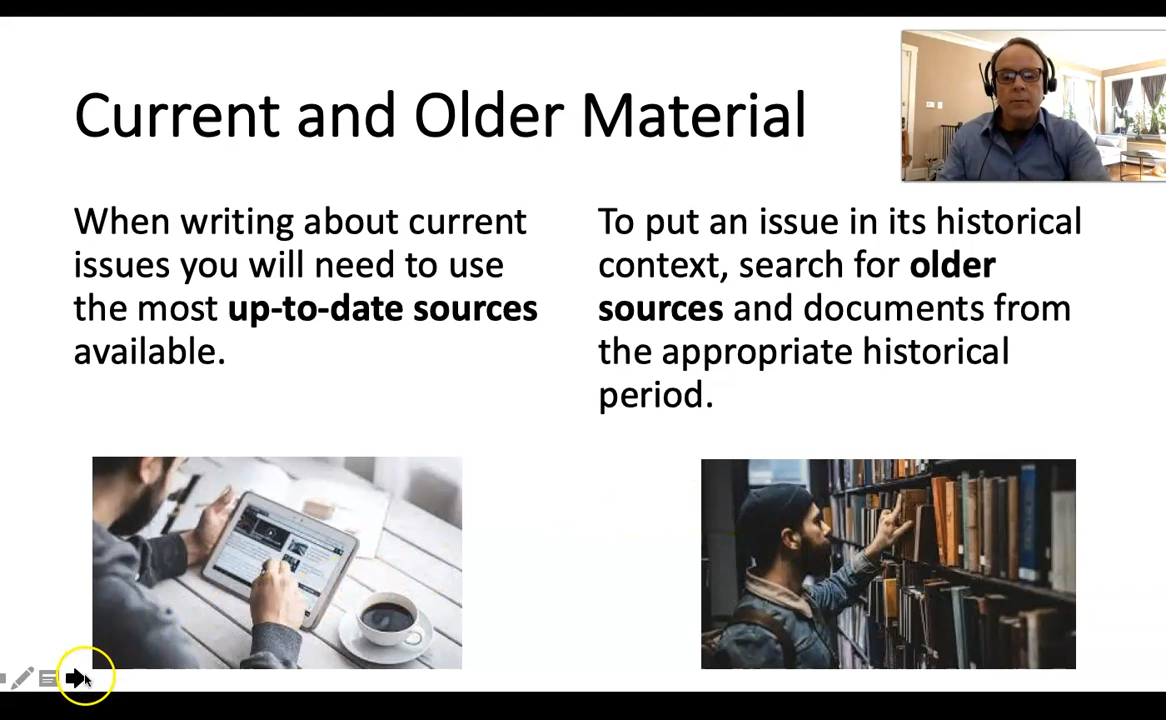 Current and Older Material
When writing about current
issues you will need to use
the most up-to-date sources
available.
To put an issue in its historical
context, search for older
sources and documents from
the appropriate historical
period.